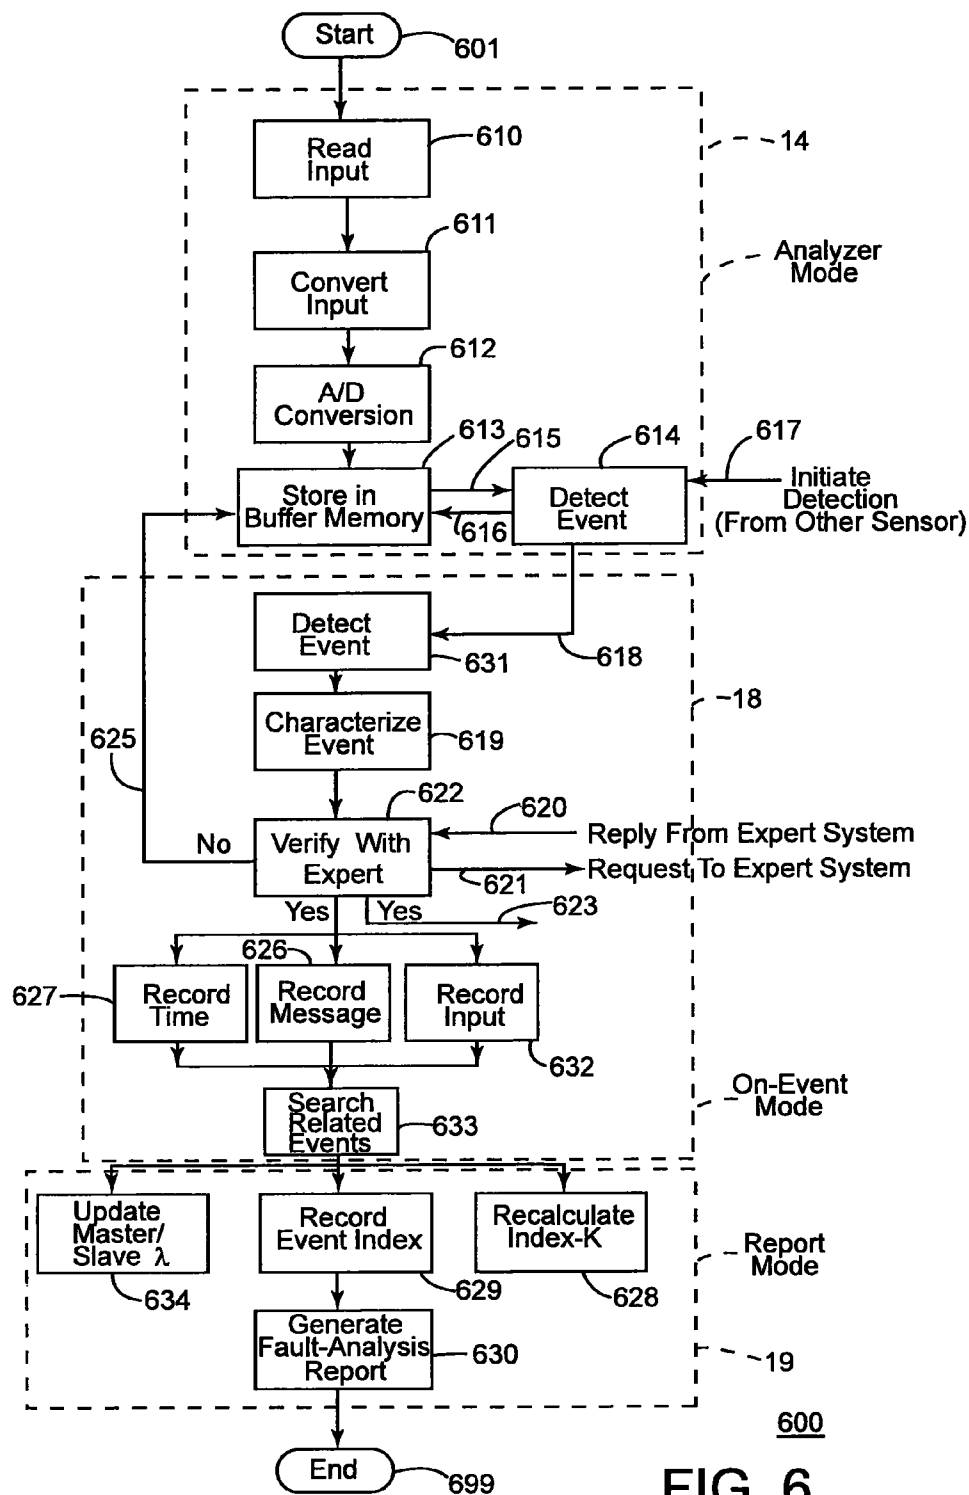 Start
601
14
Read
Input
610
611
Analyzer
Mode
Convert
Input
612
A/D
Conversion
613
615
614
617
Store in
Buffer Memory
616
Detect
Event
Initiate
Detection
(From Other Sensor)
Detect
Event
631
618
18
Characterize
Event
619
625
622
620
No
Verify With
Expert
Reply From Expert System
621
Request To Expert System
Yes
Yes
623
626
627
Record
Time
Record
Message
Record
Input
632
Search
Related
Events
633
On-Event
Mode
Update
Master/
Slave λ
634
Record
Event Index
629
Recalculate
Index-K
628
Report
Mode
Generate
Fault-Analysis
Report
630
19
600
End
699
FIG. 6